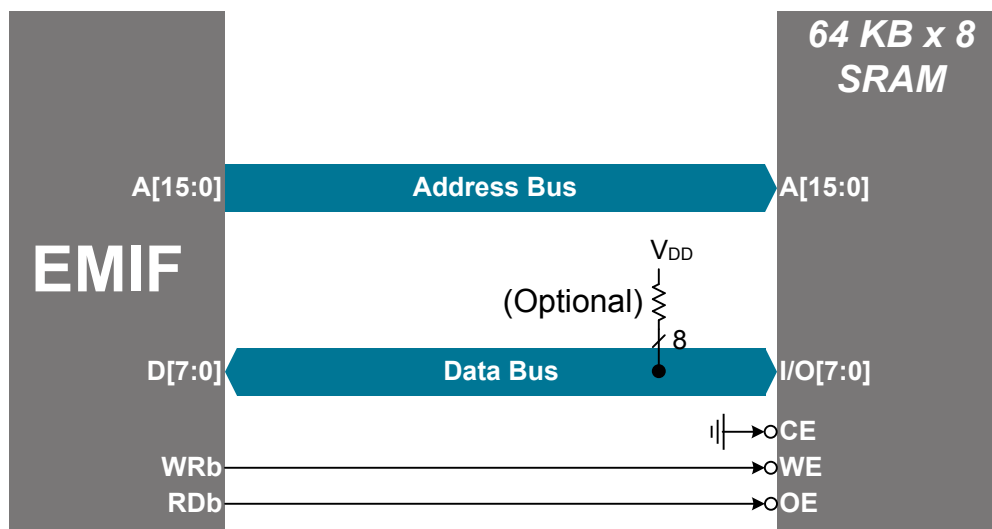 64 KB x 8
SRAM
A[15:0]
Address Bus
A[15:0]
EMIF
VDD
(Optional)
8
D[7:0]
Data Bus
I/O[7:0]
CE
WRb
WE
RDb
OE